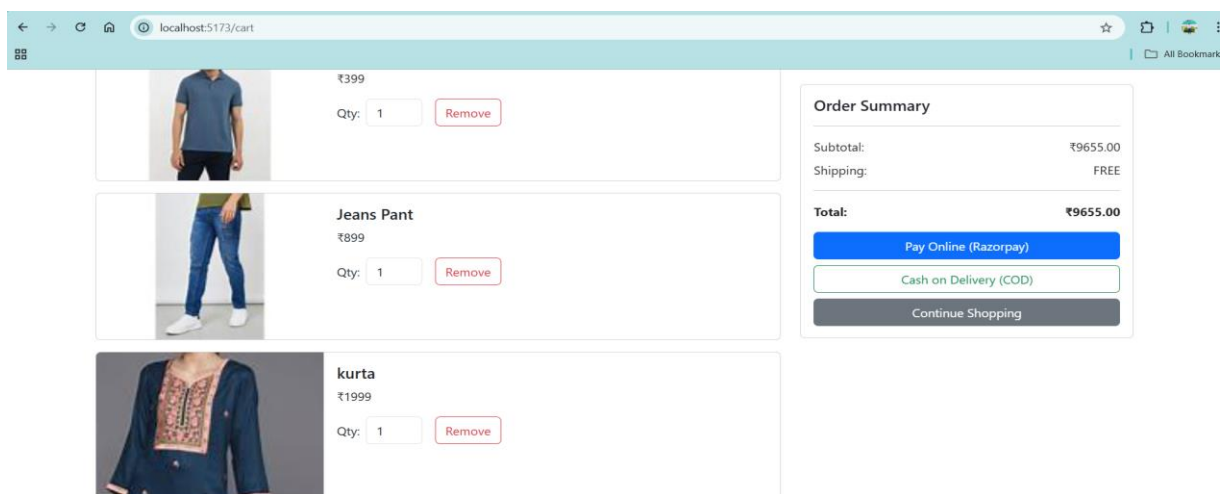 localhost:5173/cart
All Bookmark
₹399
Qty: 1 Remove
Jeans Pant
₹899
Qty: 1 Remove
kurta
₹1999
Qty: 1 Remove
Order Summary
Subtotal: ₹9655.00
Shipping: FREE
Total: ₹9655.00
Pay Online (Razorpay)
Cash on Delivery (COD)
Continue Shopping